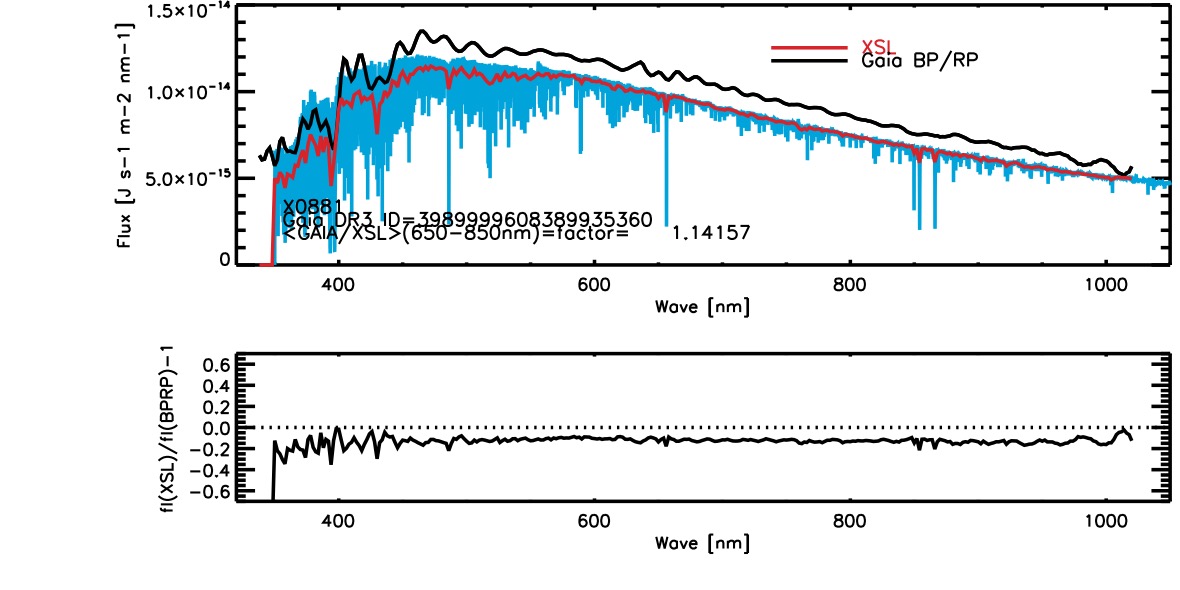 1.5×10−14
1.0×10−14
5.0×10−15
0
Flux [J s−1 m−2 nm−1]
XSL
Gaia BP/RP
X0881
Gaia DR3 ID=3989999608389935360
<GAIA/XSL>(650−850nm)=factor= 1.14157
400 600 800 1000
Wave [nm]
0.6
0.4
0.2
0.0
−0.2
−0.4
−0.6
fl(XSL)/fl(BPRP)−1
400 600 800 1000
Wave [nm]